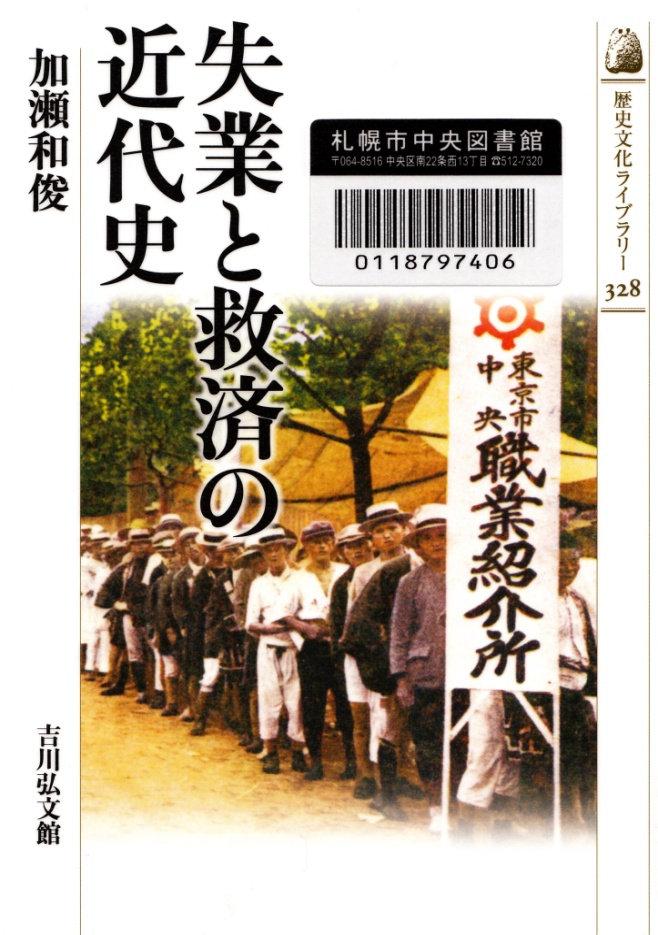 失業と救済の
近代史
加瀬和俊
吉川弘文館
歴史文化ライブラリー
328
札幌市中央図書館
〒064-8516 中央区南22条西13丁目 ☎512-7320
0118797406
東京市
中央
職業紹介所